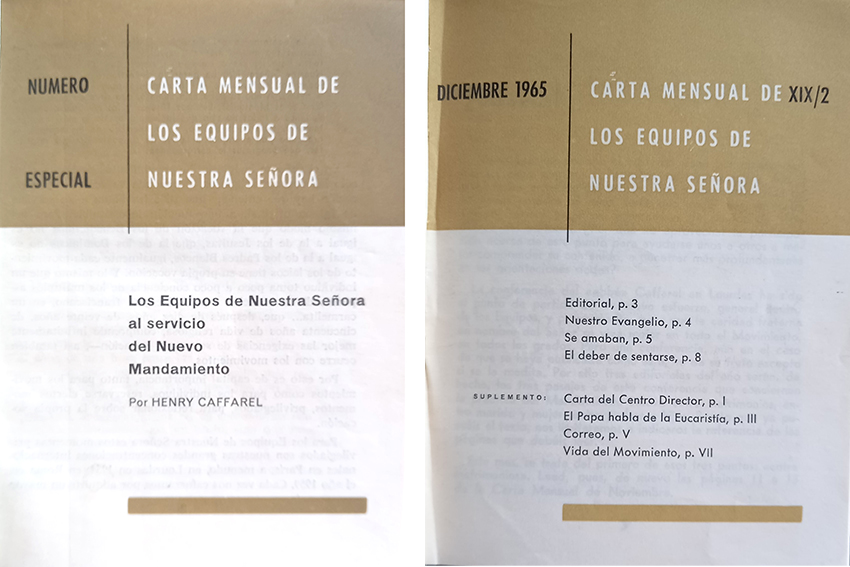 NUMERO
ESPECIAL
CARTA MENSUAL DE
LOS EQUIPOS DE
NUESTRA SEÑORA
Los Equipos de Nuestra Señora
al servicio
del Nuevo
Mandamiento
Por HENRY CAFFAREL
DICIEMBRE 1965
CARTA MENSUAL DE XIX/2
LOS EQUIPOS DE
NUESTRA SEÑORA
Editorial, p. 3
Nuestro Evangelio, p. 4
Se amaban, p. 5
El deber de sentarse, p. 8
SUPLEMENTO: Carta del Centro Director, p. I
El Papa habla de la Eucaristía, p. III
Correo, p. V
Vida del Movimiento, p. VII